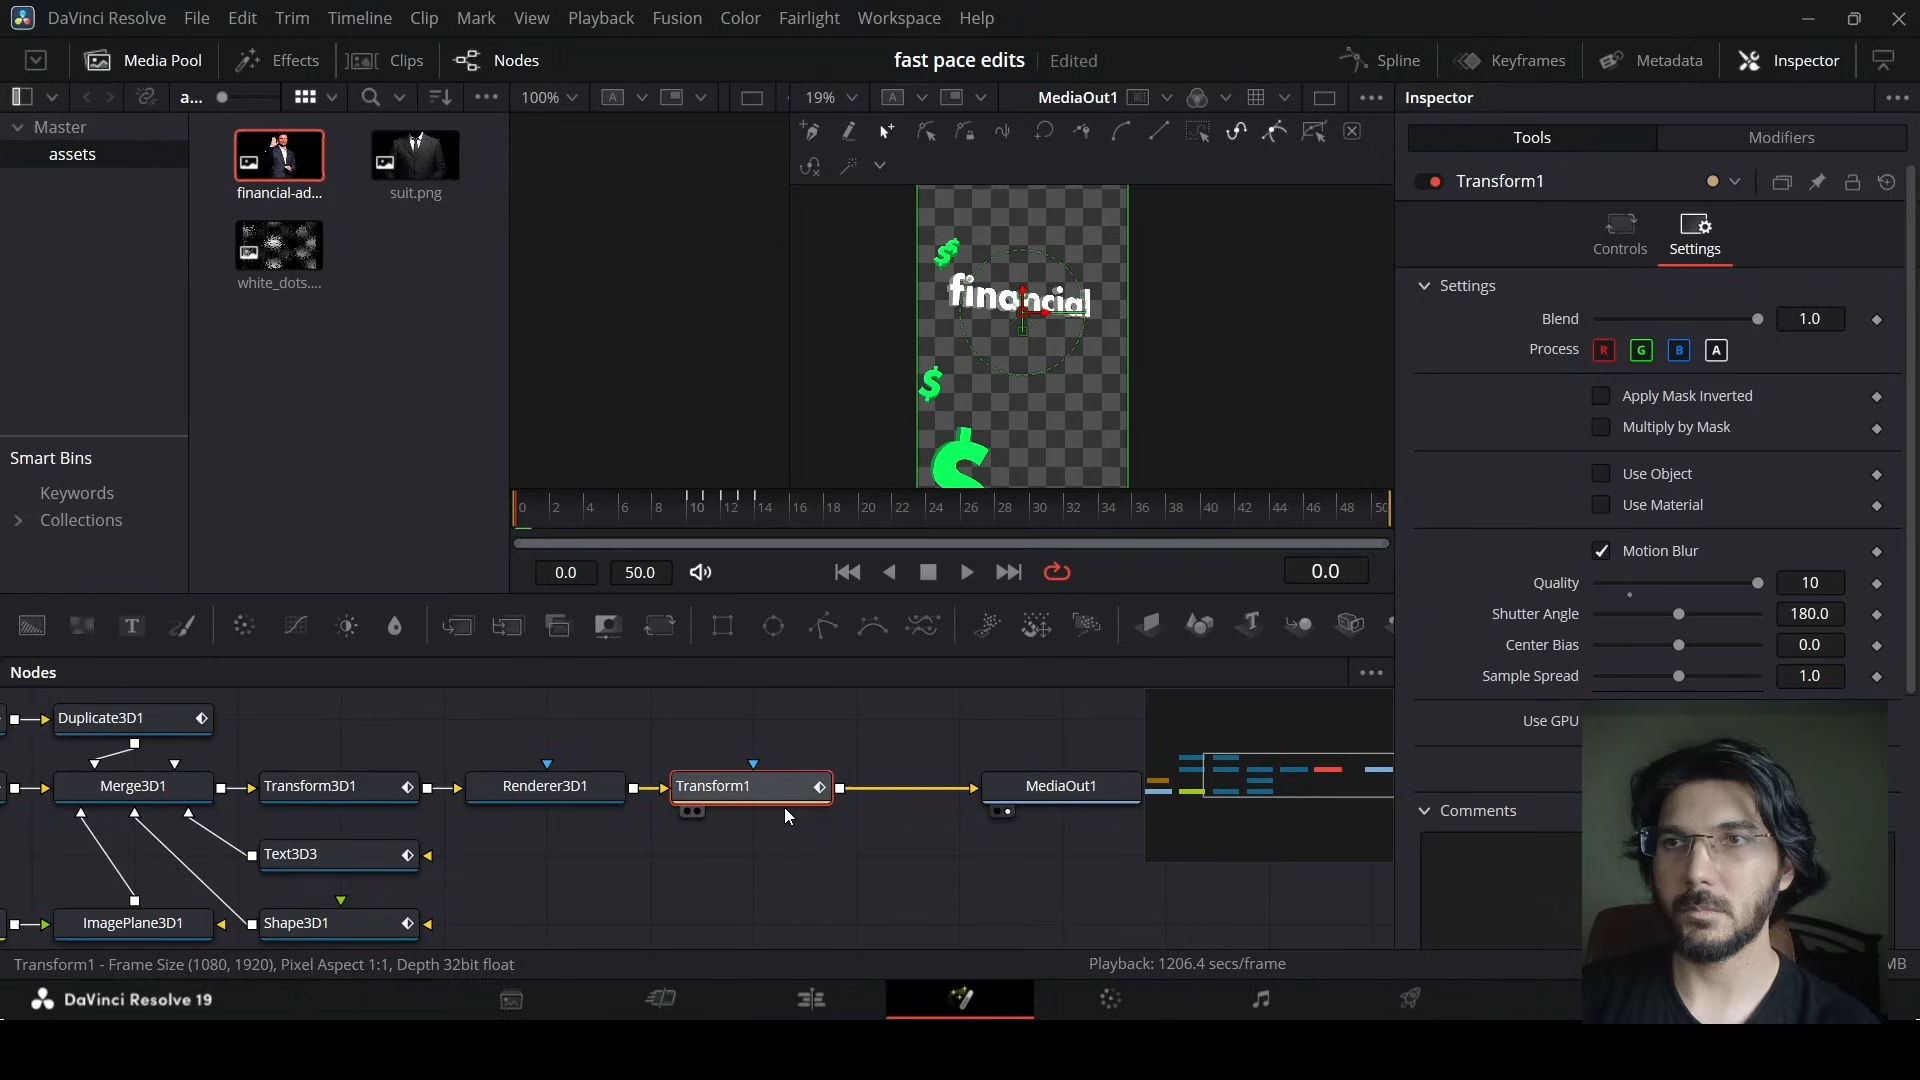 DaVinci Resolve File Edit Trim Timeline Clip Mark View Playback Fusion Color Fairlight Workspace Help
Media Pool Effects Clips Nodes fast pace edits Edited Spline Keyframes Metadata Inspector
a... 100% 19% MediaOut1 Inspector
Master
assets
financial-ad...
suit.png
white_dots....
Smart Bins
Keywords
Collections
$
financial
$
$
0 2 4 6 8 10 12 14 16 18 20 22 24 26 28 30 32 34 36 38 40 42 44 46 48 50
0.0 50.0 0.0
Tools Modifiers
Transform1
Controls Settings
Settings
Blend 1.0
Process R G B A
Apply Mask Inverted
Multiply by Mask
Use Object
Use Material
Motion Blur
Quality 10
Shutter Angle 180.0
Center Bias 0.0
Sample Spread 1.0
Use GPU
Comments
Nodes
Duplicate3D1
Merge3D1 Transform3D1 Renderer3D1 Transform1 MediaOut1
Text3D3
ImagePlane3D1 Shape3D1
Transform1 - Frame Size (1080, 1920), Pixel Aspect 1:1, Depth 32bit float Playback: 1206.4 secs/frame MB
DaVinci Resolve 19